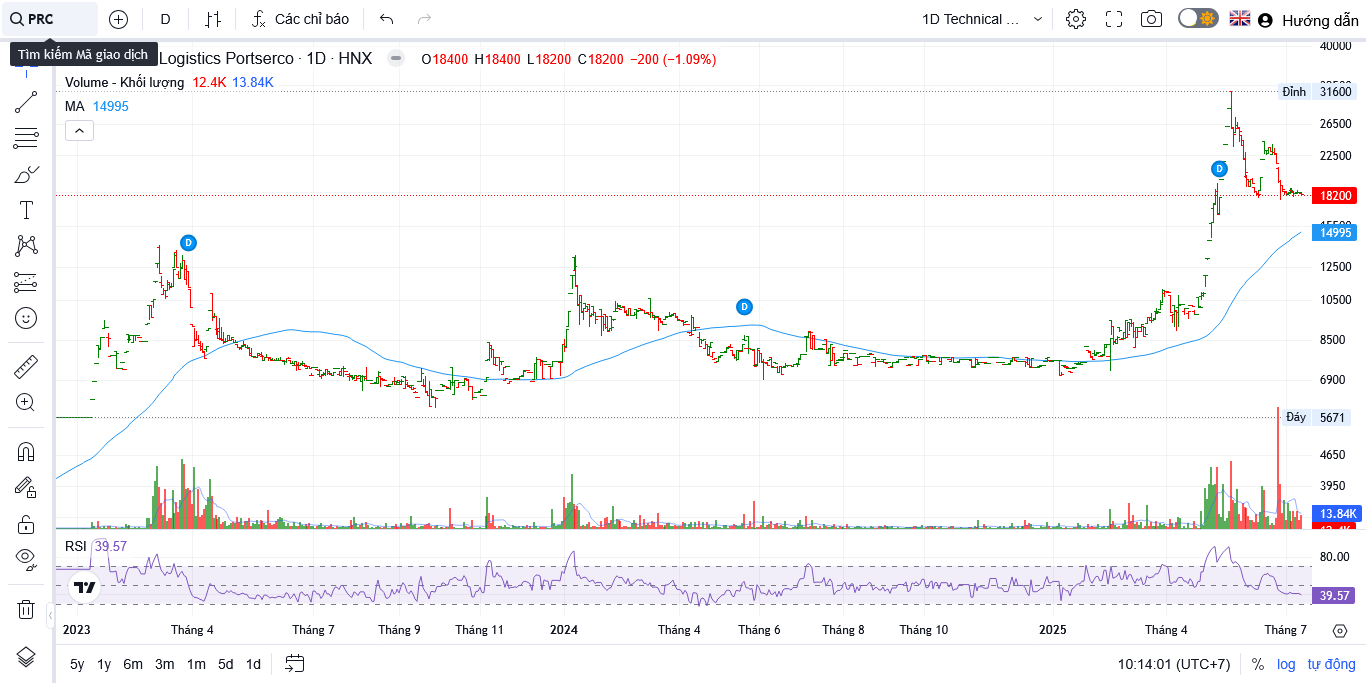 PRC
D
Các chỉ báo
1D Technical ...
Hướng dẫn
Tìm kiếm Mã giao dịch
Logistics Portserco · 1D · HNX
O18400 H18400 L18200 C18200 −200 (−1.09%)
Volume - Khối lượng 12.4K 13.84K
MA 14995
40000
Đỉnh 31600
26500
22500
18200
14995
12500
10500
8500
6900
Đáy 5671
4650
3950
13.84K
RSI 39.57
80.00
39.57
D
D
D
2023
Tháng 4
Tháng 7
Tháng 9
Tháng 11
2024
Tháng 4
Tháng 6
Tháng 8
Tháng 10
2025
Tháng 4
Tháng 7
5y 1y 6m 3m 1m 5d 1d
10:14:01 (UTC+7)
% log tự động